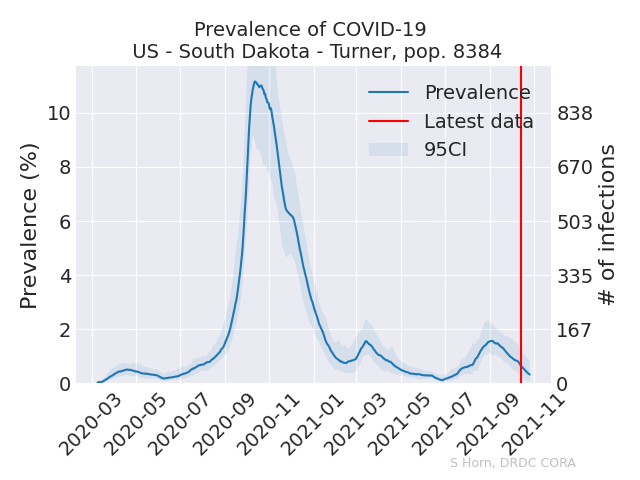 Prevalence of COVID-19
US - South Dakota - Turner, pop. 8384
Prevalence (%)
10
8
6
4
2
0
Prevalence
Latest data
95CI
838
670
503
335
167
0
# of infections
2020-03
2020-05
2020-07
2020-09
2020-11
2021-01
2021-03
2021-05
2021-07
2021-09
2021-11
S Horn, DRDC CORA